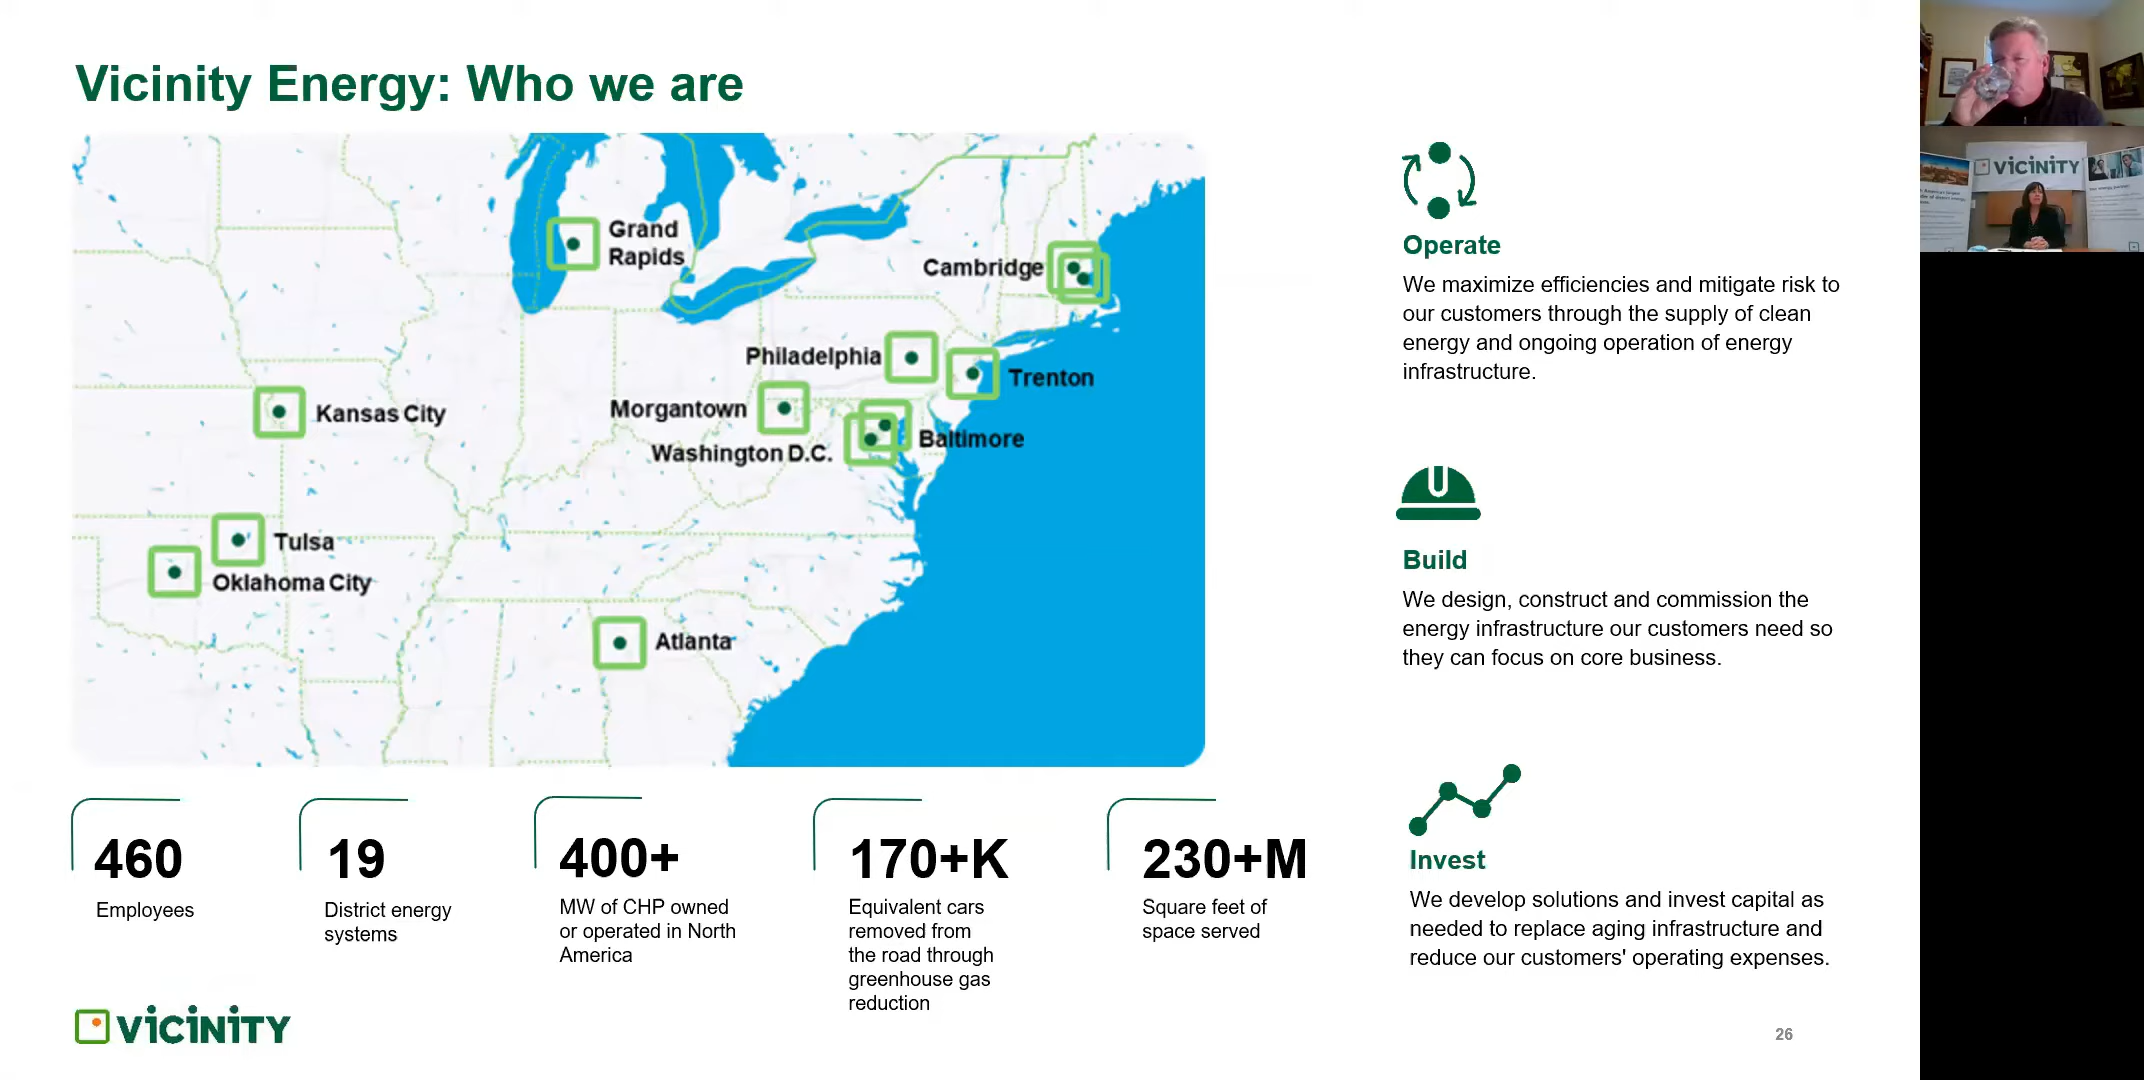 Vicinity Energy: Who we are
Grand
Rapids
Cambridge
Philadelphia
Trenton
Kansas City
Morgantown
Baltimore
Washington D.C.
Tulsa
Oklahoma City
Atlanta
460
Employees
19
District energy
systems
400+
MW of CHP owned
or operated in North
America
170+K
Equivalent cars
removed from
the road through
greenhouse gas
reduction
230+M
Square feet of
space served
Operate
We maximize efficiencies and mitigate risk to
our customers through the supply of clean
energy and ongoing operation of energy
infrastructure.
Build
We design, construct and commission the
energy infrastructure our customers need so
they can focus on core business.
Invest
We develop solutions and invest capital as
needed to replace aging infrastructure and
reduce our customers' operating expenses.
ViCiNiTY
26
ViCiNiTY